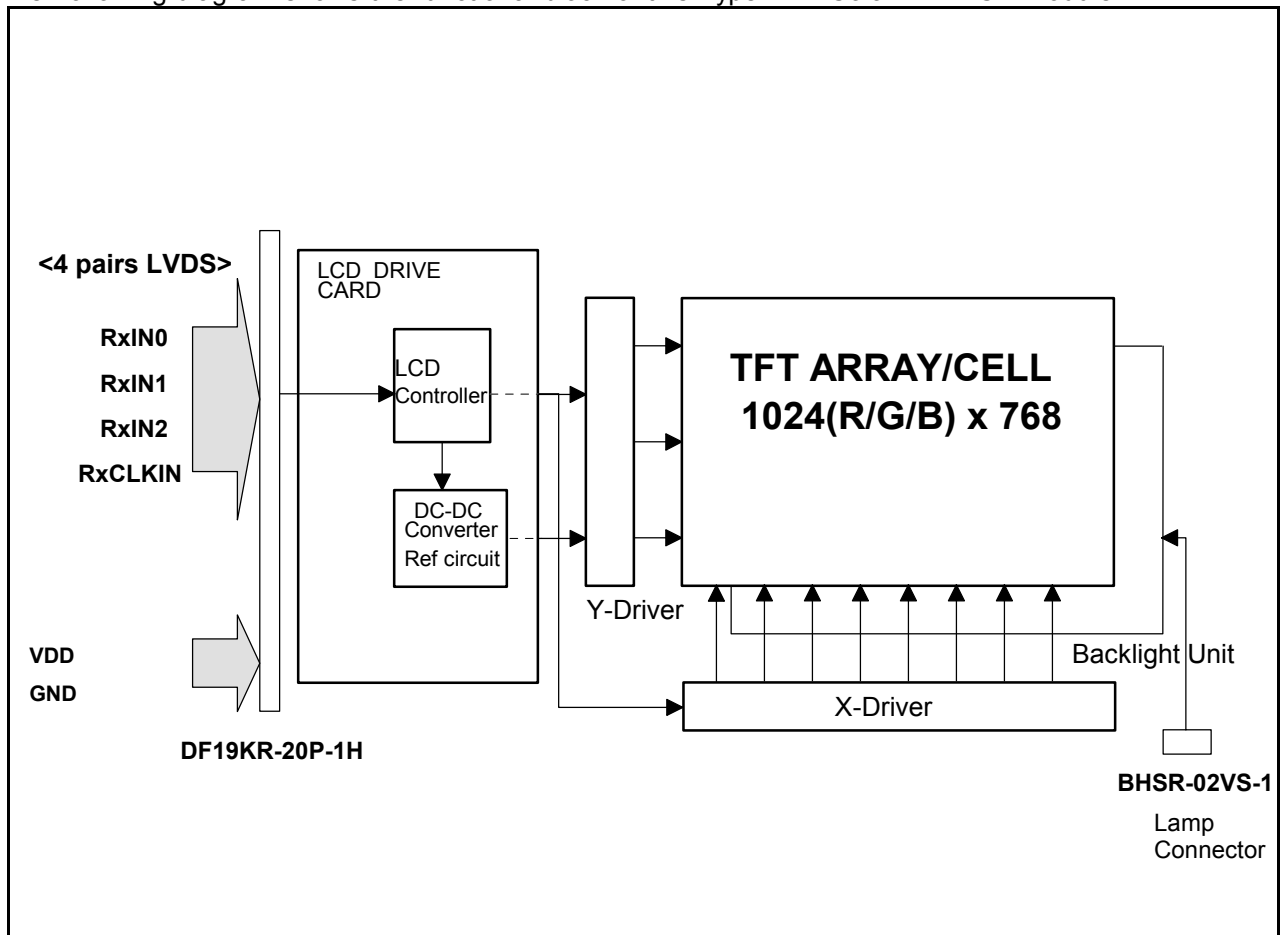 <4 pairs LVDS>
RxIN0
RxIN1
RxIN2
RxCLKIN
VDD
GND
DF19KR-20P-1H
LCD DRIVE
CARD
LCD
Controller
DC-DC
Converter
Ref circuit
Y-Driver
TFT ARRAY/CELL
1024(R/G/B) x 768
Backlight Unit
X-Driver
BHSR-02VS-1
Lamp
Connector